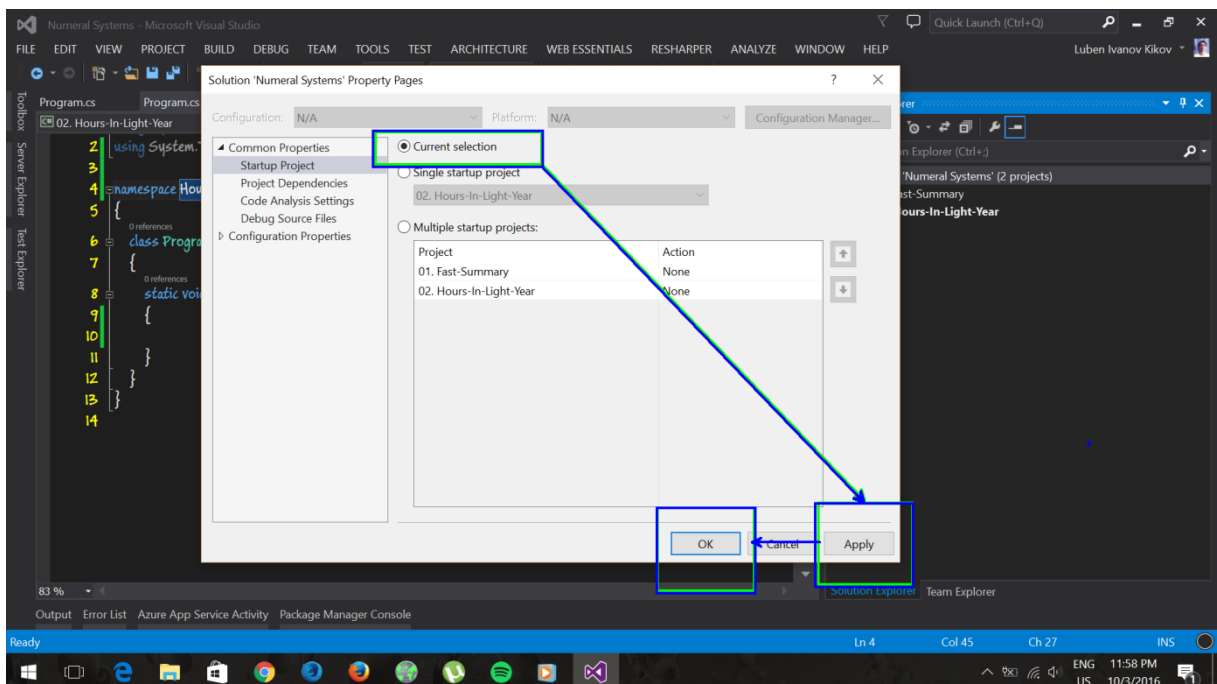 Numeral Systems - Microsoft Visual Studio
Quick Launch (Ctrl+Q)
FILE EDIT VIEW PROJECT BUILD DEBUG TEAM TOOLS TEST ARCHITECTURE WEB ESSENTIALS RESHARPER ANALYZE WINDOW HELP
Luben Ivanov Kikov
Toolbox
Server Explorer
Test Explorer
Program.cs Program.cs
02. Hours-In-Light-Year
2 using System.
3
4 namespace Hou
5 {
0 references
6 class Progra
7 {
0 references
8 static voi
9 {
10
11 }
12 }
13 }
14
83 %
Solution 'Numeral Systems' Property Pages ?
Configuration: N/A Platform: N/A Configuration Manager...
Common Properties
Startup Project
Project Dependencies
Code Analysis Settings
Debug Source Files
Configuration Properties
Current selection
Single startup project
02. Hours-In-Light-Year
Multiple startup projects:
Project Action
01. Fast-Summary None
02. Hours-In-Light-Year None
OK Cancel Apply
rer
n Explorer (Ctrl+;)
'Numeral Systems' (2 projects)
st-Summary
ours-In-Light-Year
Solution Explorer Team Explorer
Output Error List Azure App Service Activity Package Manager Console
Ready Ln 4 Col 45 Ch 27 INS
ENG 11:58 PM
US 10/3/2016